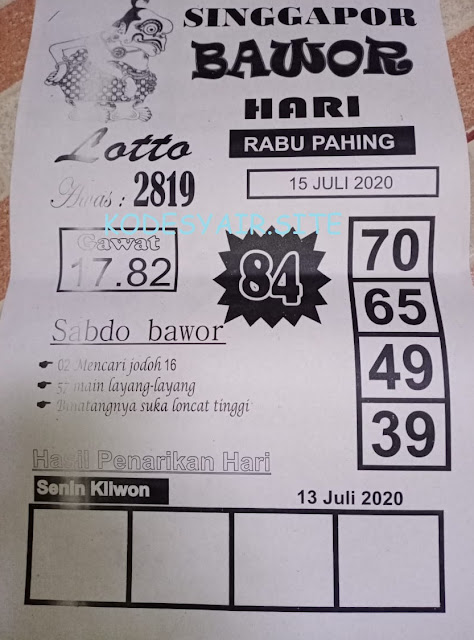 SINGGAPOR
BAWOR
HARI
Lotto
RABU PAHING
Awas : 2819
15 JULI 2020
KODESYAIR.SITE
Gawat
17.82
84
70
65
49
39
Sabdo bawor
02 Mencari jodoh 16
57 main layang-layang
Binatangnya suka loncat tinggi
Hasil Penarikan Hari
Senin Kliwon
13 Juli 2020